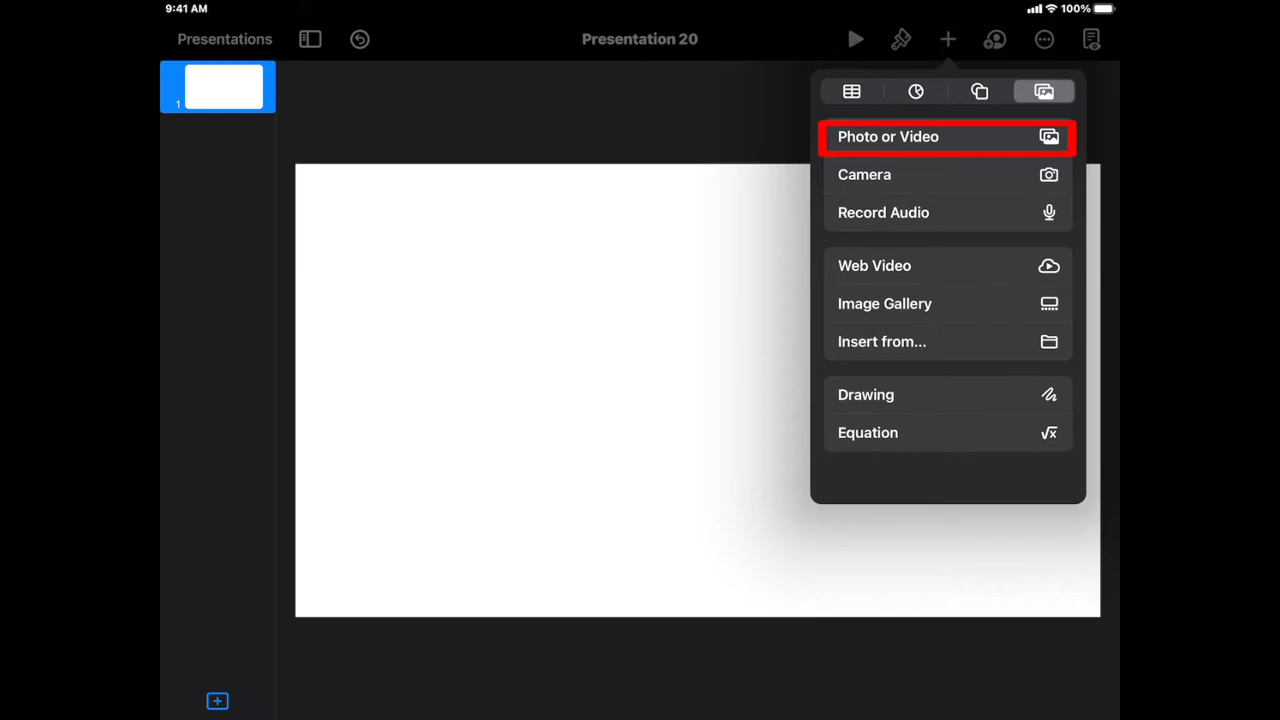 9:41 AM
100%
Presentations
Presentation 20
1
Photo or Video
Camera
Record Audio
Web Video
Image Gallery
Insert from...
Drawing
Equation
√x